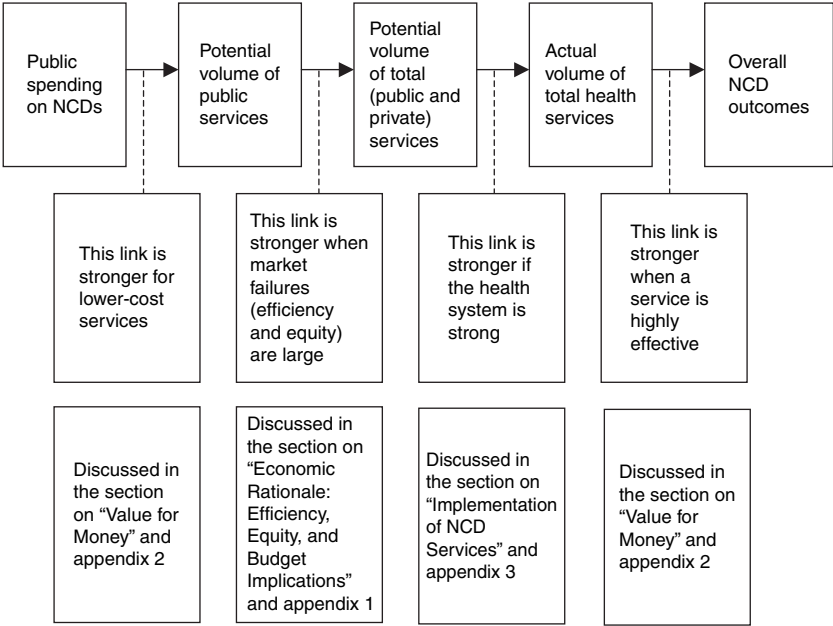 Public
spending
on NCDs
Potential
volume of
public
services
Potential
volume
of total
(public and
private)
services
Actual
volume of
total health
services
Overall
NCD
outcomes
This link is
stronger for
lower-cost
services
This link is
stronger when
market
failures
(efficiency
and equity)
are large
This link is
stronger if
the health
system is
strong
This link is
stronger
when a
service is
highly
effective
Discussed in
the section
on “Value for
Money” and
appendix 2
Discussed in
the section on
“Economic
Rationale:
Efficiency,
Equity, and
Budget
Implications”
and appendix 1
Discussed in
the section on
“Implementation
of NCD
Services” and
appendix 3
Discussed in
the section on
“Value for
Money” and
appendix 2